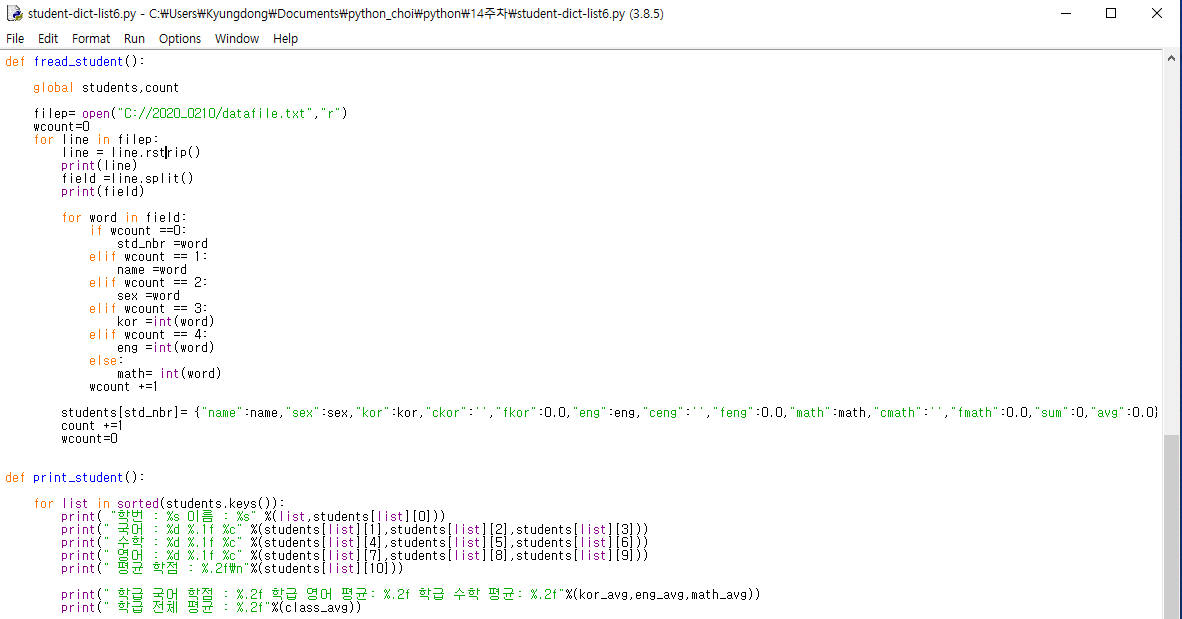 student-dict-list6.py - C:₩Users₩Kyungdong₩Documents₩python_choi₩python₩14주차₩student-dict-list6.py (3.8.5)
File Edit Format Run Options Window Help
def fread_student():
global students,count
filep= open("C://2020_0210/datafile.txt","r")
wcount=0
for line in filep:
line = line.rstrip()
print(line)
field =line.split()
print(field)
for word in field:
if wcount ==0:
std_nbr =word
elif wcount == 1:
name =word
elif wcount == 2:
sex =word
elif wcount == 3:
kor =int(word)
elif wcount == 4:
eng =int(word)
else:
math= int(word)
wcount +=1
students[std_nbr]= {"name":name,"sex":sex,"kor":kor,"ckor":'',"fkor":0.0,"eng":eng,"ceng":'',"feng":0.0,"math":math,"cmath":'',"fmath":0.0,"sum":0,"avg":0.0}
count +=1
wcount=0
def print_student():
for list in sorted(students.keys()):
print( "학번 : %s 이름 : %s" %(list,students[list][0]))
print(" 국어 : %d %.1f %c" %(students[list][1],students[list][2],students[list][3]))
print(" 수학 : %d %.1f %c" %(students[list][4],students[list][5],students[list][6]))
print(" 영어 : %d %.1f %c" %(students[list][7],students[list][8],students[list][9]))
print(" 평균 학점 : %.2f₩n"%(students[list][10]))
print(" 학급 국어 학점 : %.2f 학급 영어 평균: %.2f 학급 수학 평균: %.2f"%(kor_avg,eng_avg,math_avg))
print(" 학급 전체 평균 : %.2f"%(class_avg))